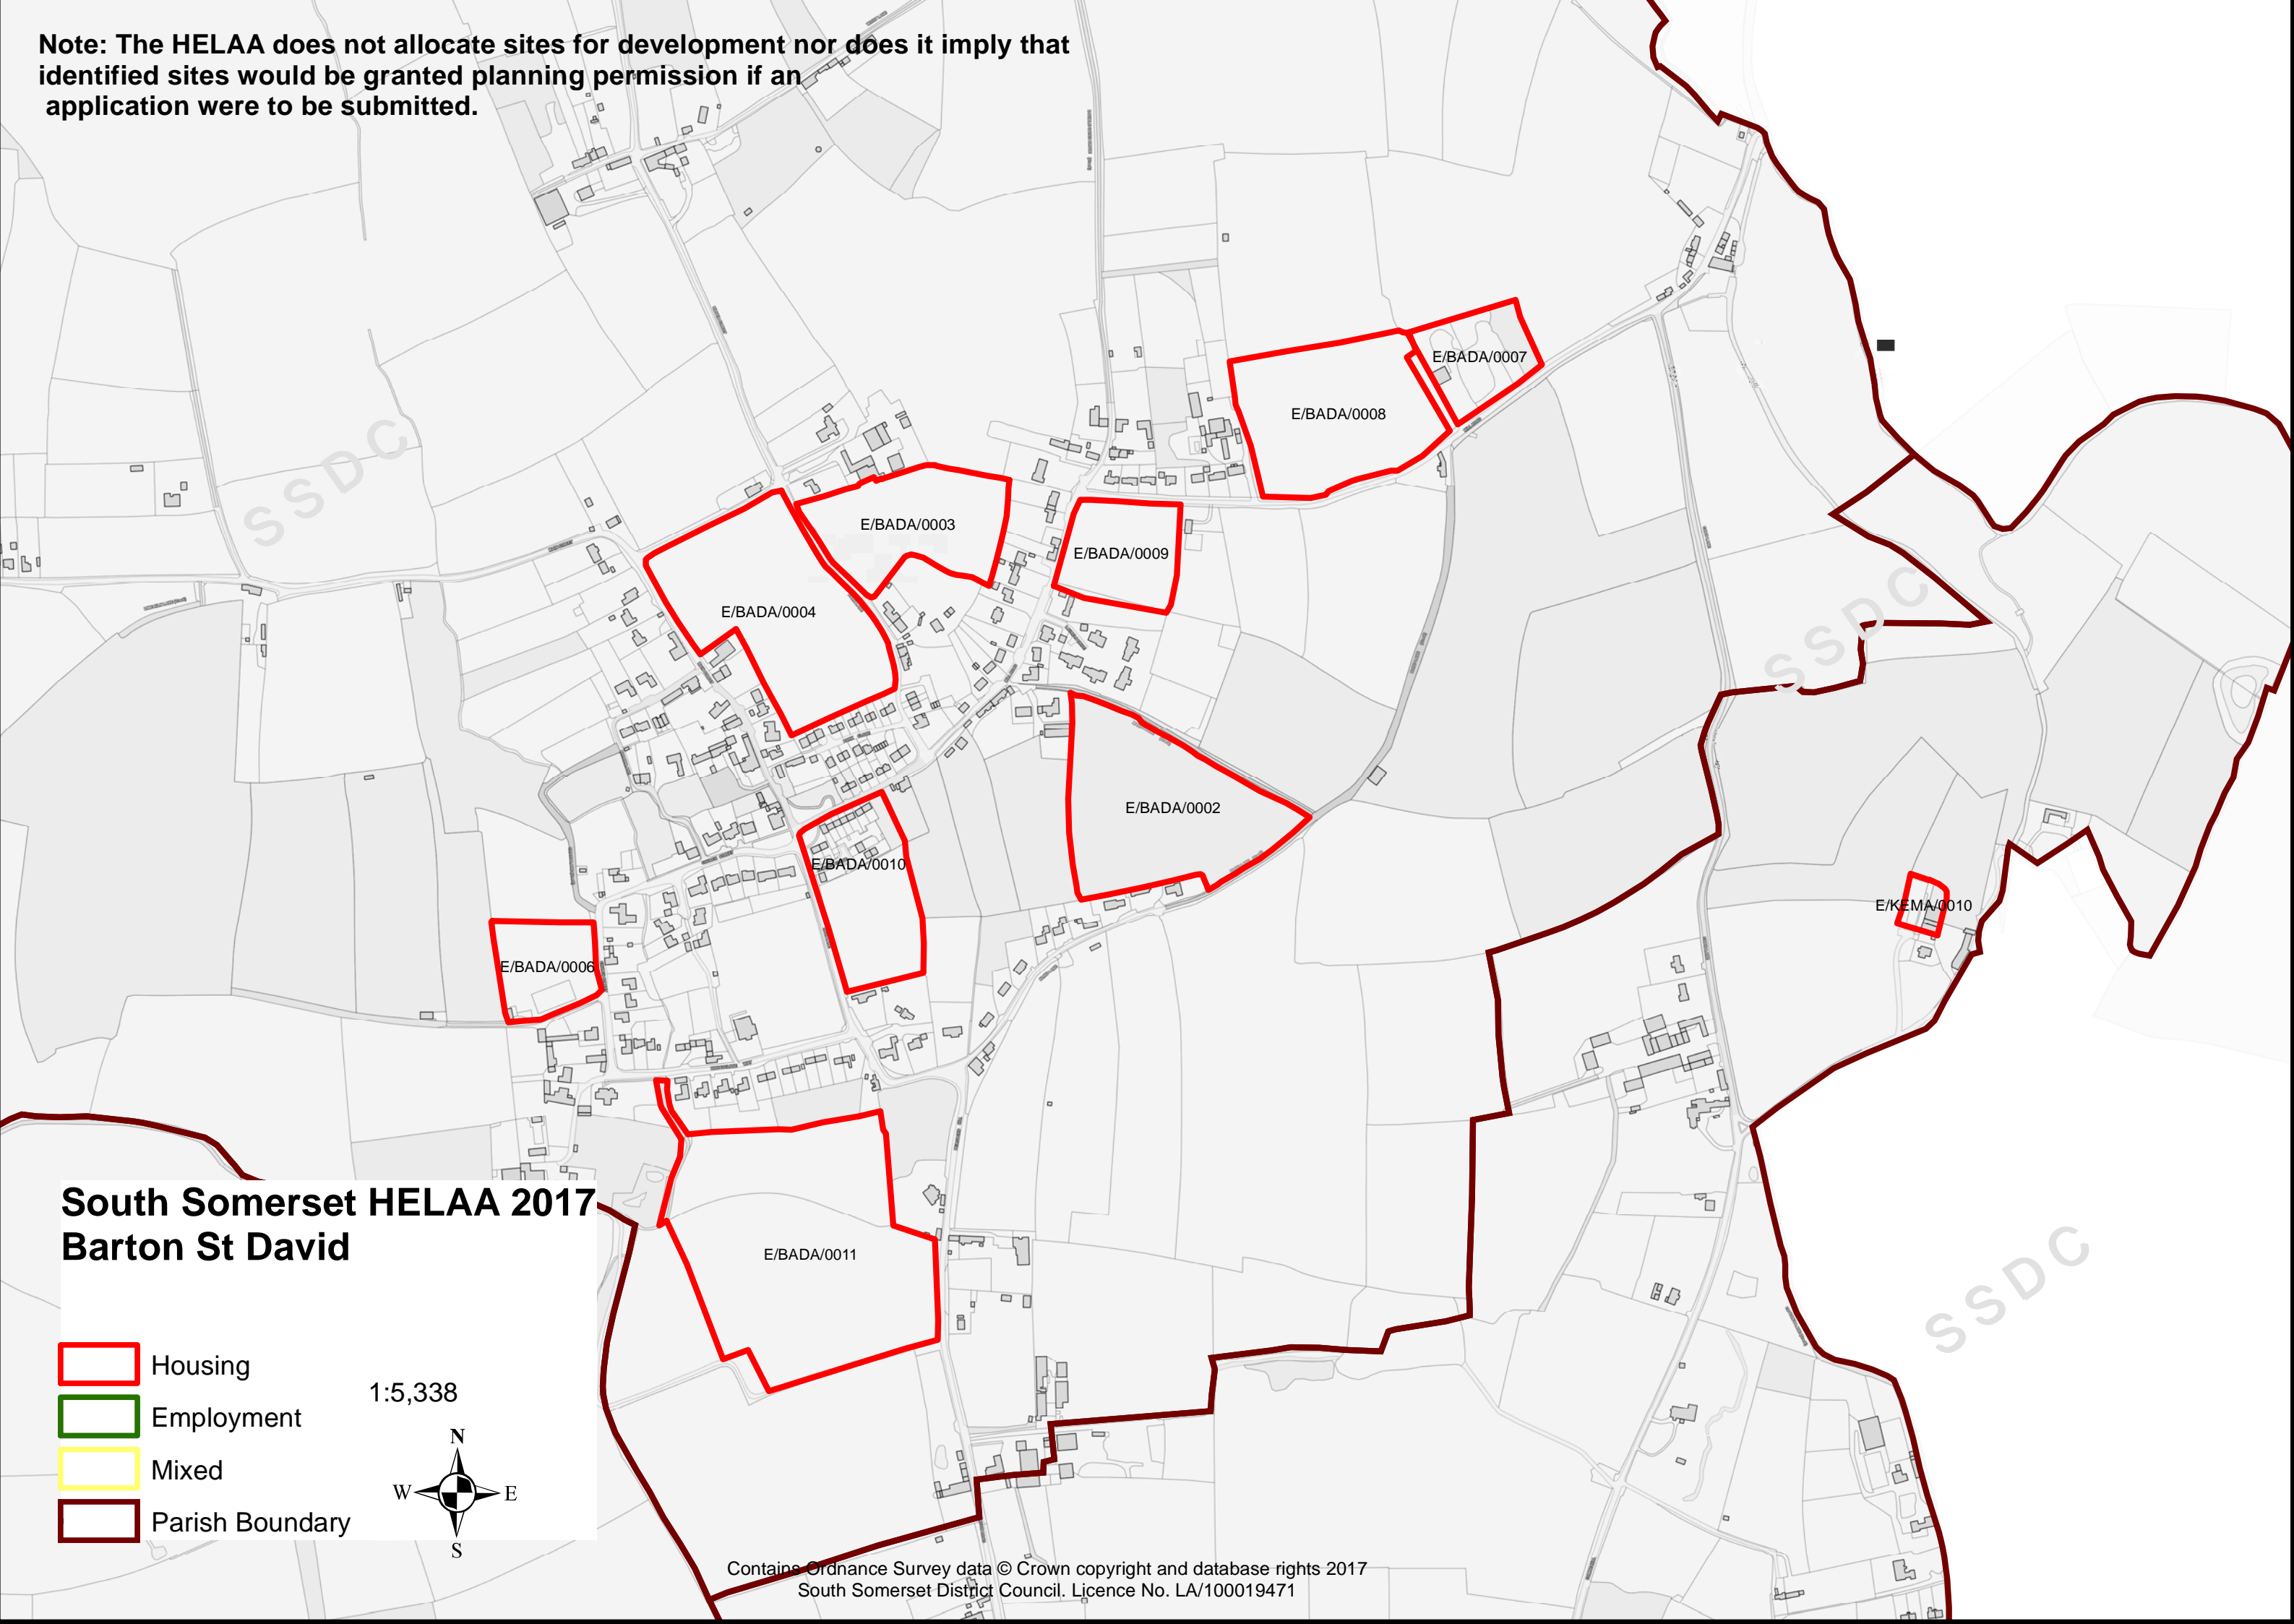 Note: The HELAA does not allocate sites for development nor does it imply that
identified sites would be granted planning permission if an
application were to be submitted.
E/BADA/0007
E/BADA/0008
SSDC
E/BADA/0003
E/BADA/0009
E/BADA/0004
SSDC
E/BADA/0002
E/BADA/0010
E/KEMA/0010
E/BADA/0006
South Somerset HELAA 2017
Barton St David
E/BADA/0011
SSDC
Housing
Employment
Mixed
Parish Boundary
1:5,338
N
W
E
S
Contains Ordnance Survey data © Crown copyright and database rights 2017
South Somerset District Council. Licence No. LA/100019471